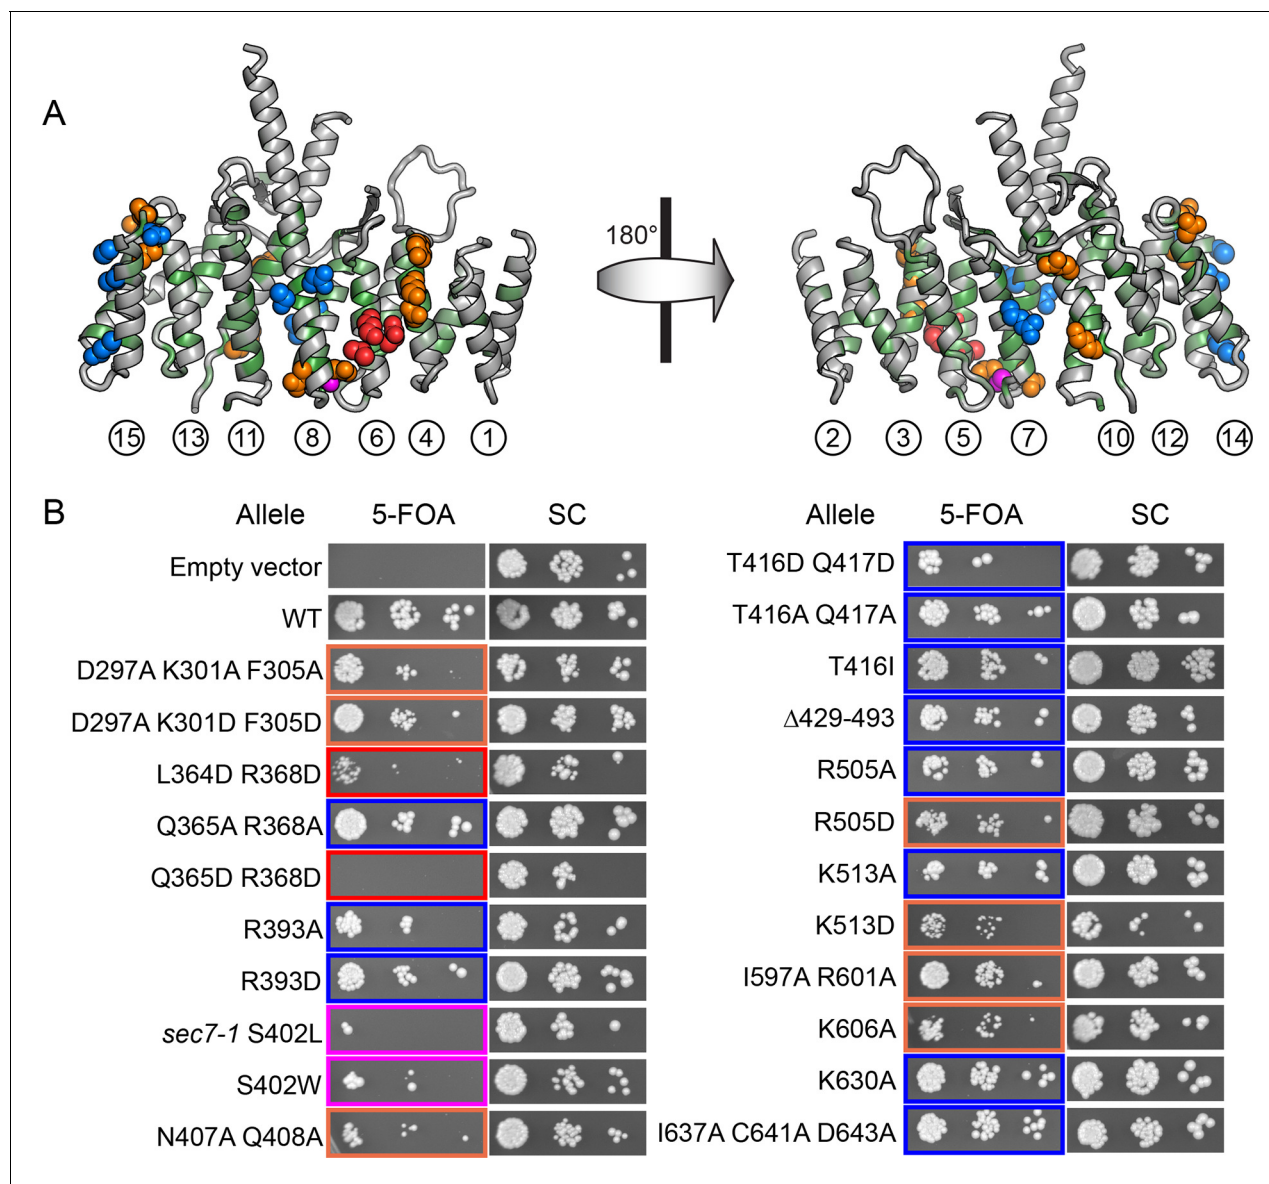 A
180°
15 13 11 8 6 4 1
2 3 5 7 10 12 14
B
Allele 5-FOA SC
Empty vector
WT
D297A K301A F305A
D297A K301D F305D
L364D R368D
Q365A R368A
Q365D R368D
R393A
R393D
sec7-1 S402L
S402W
N407A Q408A
Allele 5-FOA SC
T416D Q417D
T416A Q417A
T416I
Δ429-493
R505A
R505D
K513A
K513D
I597A R601A
K606A
K630A
I637A C641A D643A